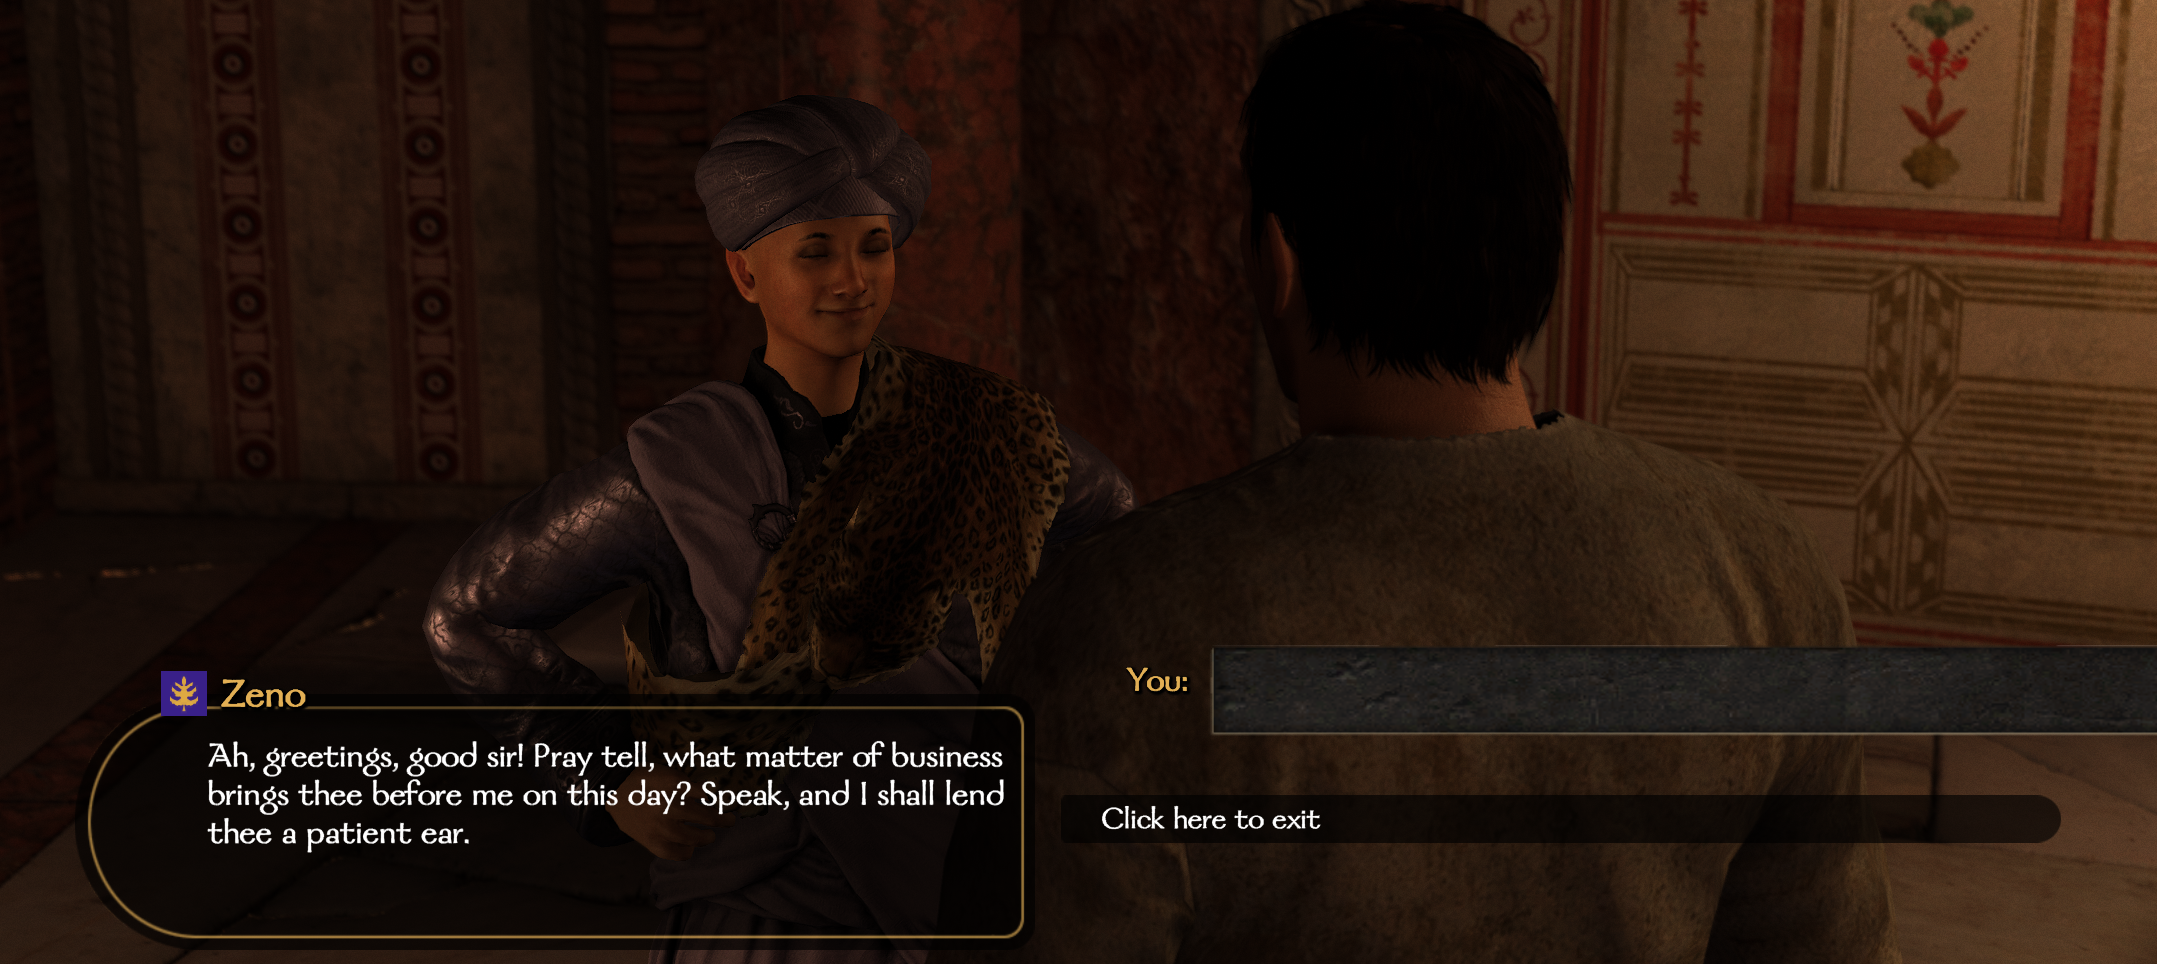 Zeno
Ah, greetings, good sir! Pray tell, what matter of business
brings thee before me on this day? Speak, and I shall lend
thee a patient ear.
You:
Click here to exit